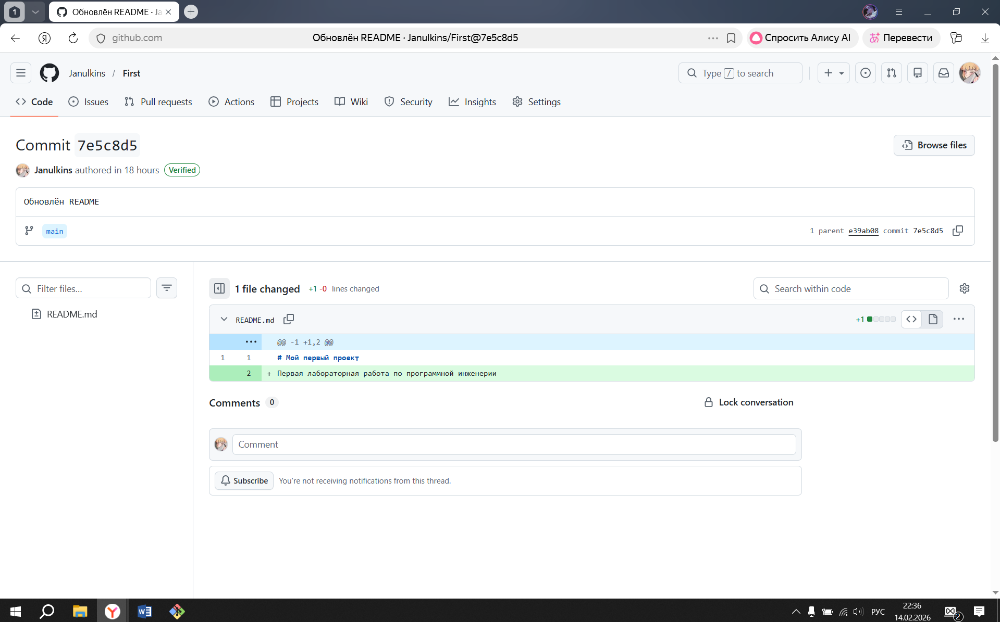 1
Обновлён README · Ja
github.com
Обновлён README · Janulkins/First@7e5c8d5
Спросить Алису AI
Перевести
Janulkins / First
Type / to search
Code
Issues
Pull requests
Actions
Projects
Wiki
Security
Insights
Settings
Commit 7e5c8d5
Browse files
Janulkins authored in 18 hours Verified
Обновлён README
main
1 parent e39ab08 commit 7e5c8d5
Filter files...
README.md
1 file changed +1 -0 lines changed
Search within code
README.md
+1
@@ -1 +1,2 @@
1 1 # Мой первый проект
2 + Первая лабораторная работа по программной инженерии
Comments 0
Lock conversation
Comment
Subscribe You're not receiving notifications from this thread.
РУС
22:36
14.02.2026
2